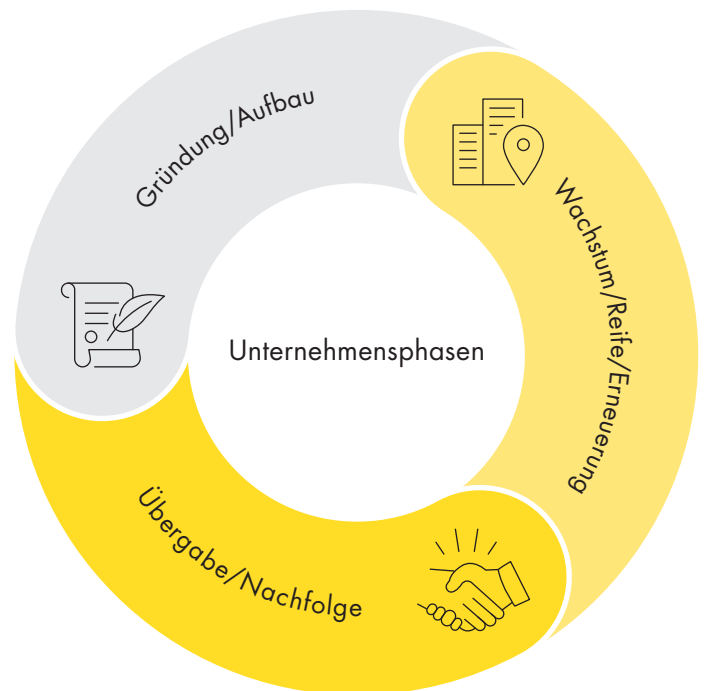 Gründung/Aufbau
Wachstum/Reife/Erneuerung
Unternehmensphasen
Übergabe/Nachfolge